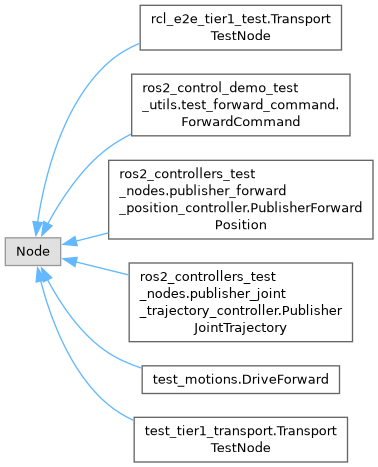 rcl_e2e_tier1_test.Transport
TestNode
ros2_control_demo_test
_utils.test_forward_command.
ForwardCommand
ros2_controllers_test
_nodes.publisher_forward
_position_controller.PublisherForward
Position
Node
ros2_controllers_test
_nodes.publisher_joint
_trajectory_controller.Publisher
JointTrajectory
test_motions.DriveForward
test_tier1_transport.Transport
TestNode